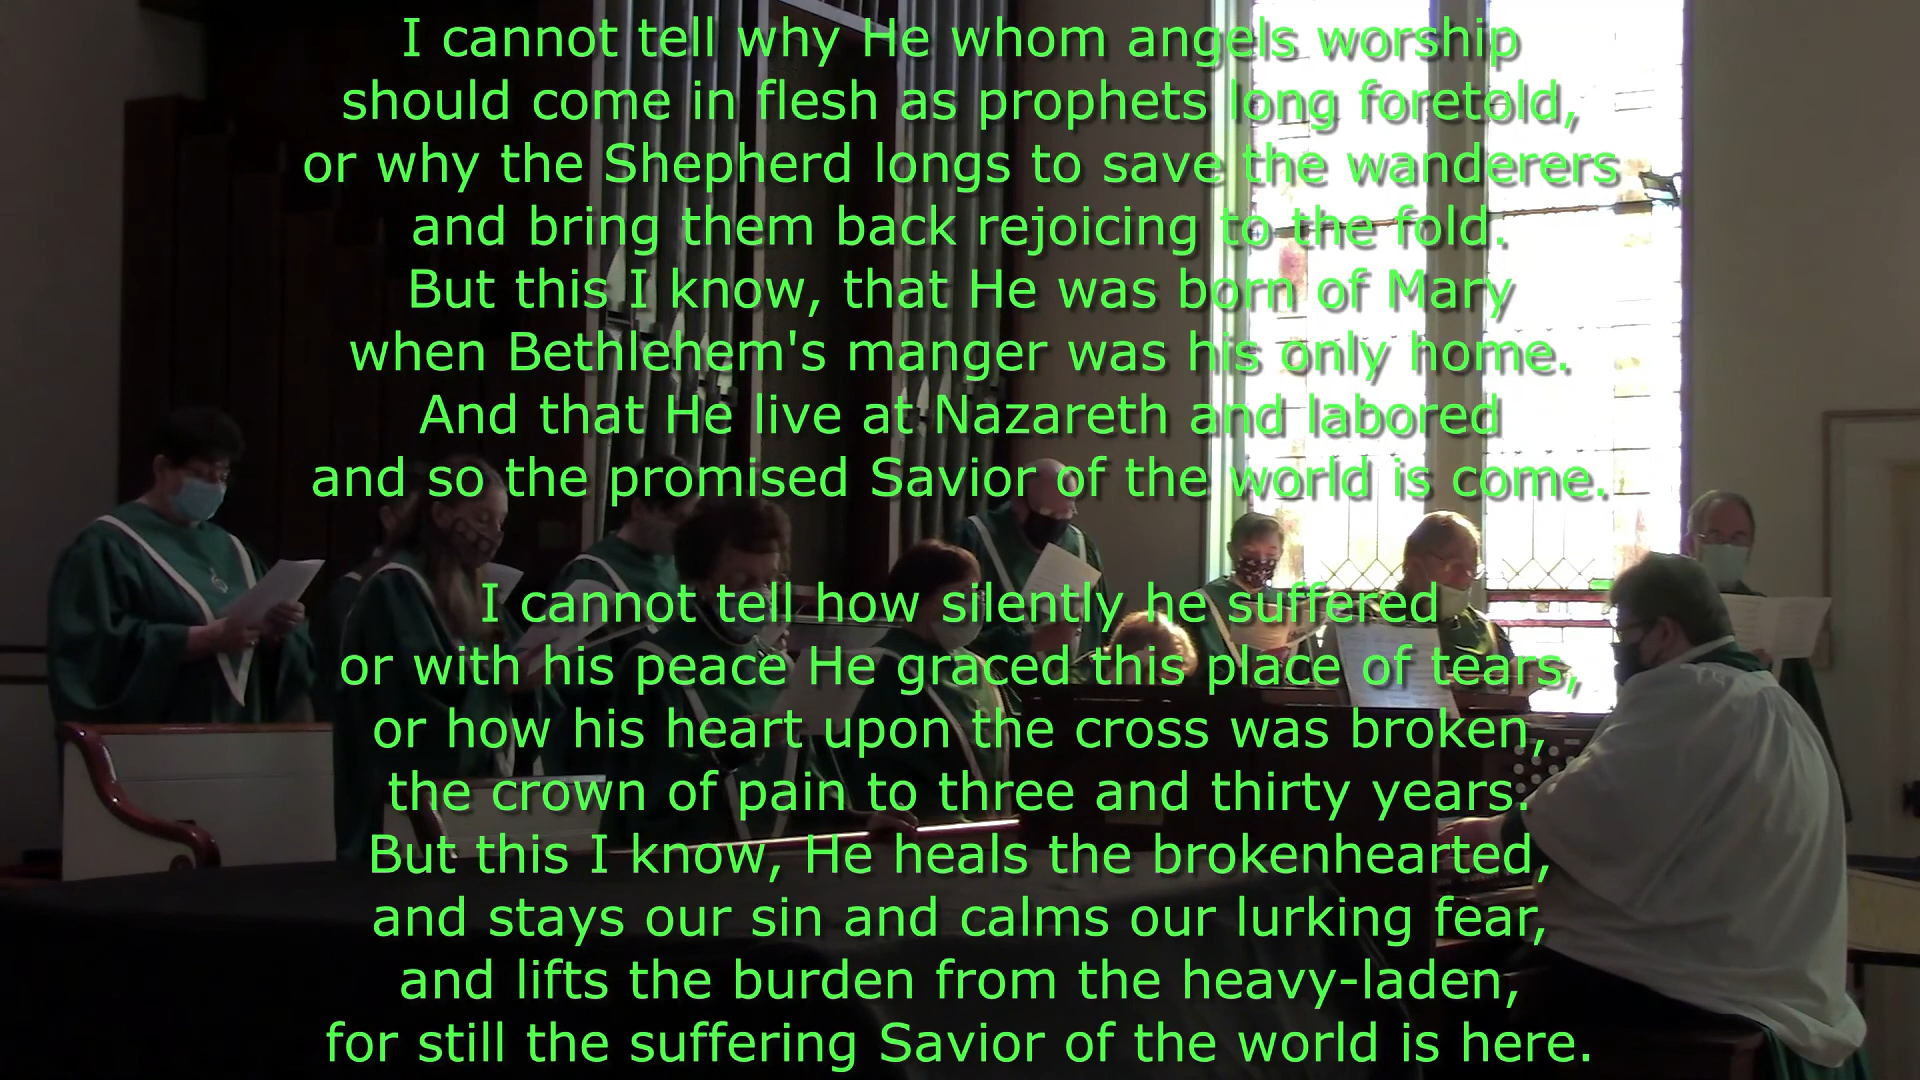 I cannot tell why He whom angels worship
should come in flesh as prophets long foretold,
or why the Shepherd longs to save the wanderers
and bring them back rejoicing to the fold.
But this I know, that He was born of Mary
when Bethlehem's manger was his only home.
And that He live at Nazareth and labored
and so the promised Savior of the world is come.
I cannot tell how silently he suffered
or with his peace He graced this place of tears,
or how his heart upon the cross was broken,
the crown of pain to three and thirty years.
But this I know, He heals the brokenhearted,
and stays our sin and calms our lurking fear,
and lifts the burden from the heavy-laden,
for still the suffering Savior of the world is here.